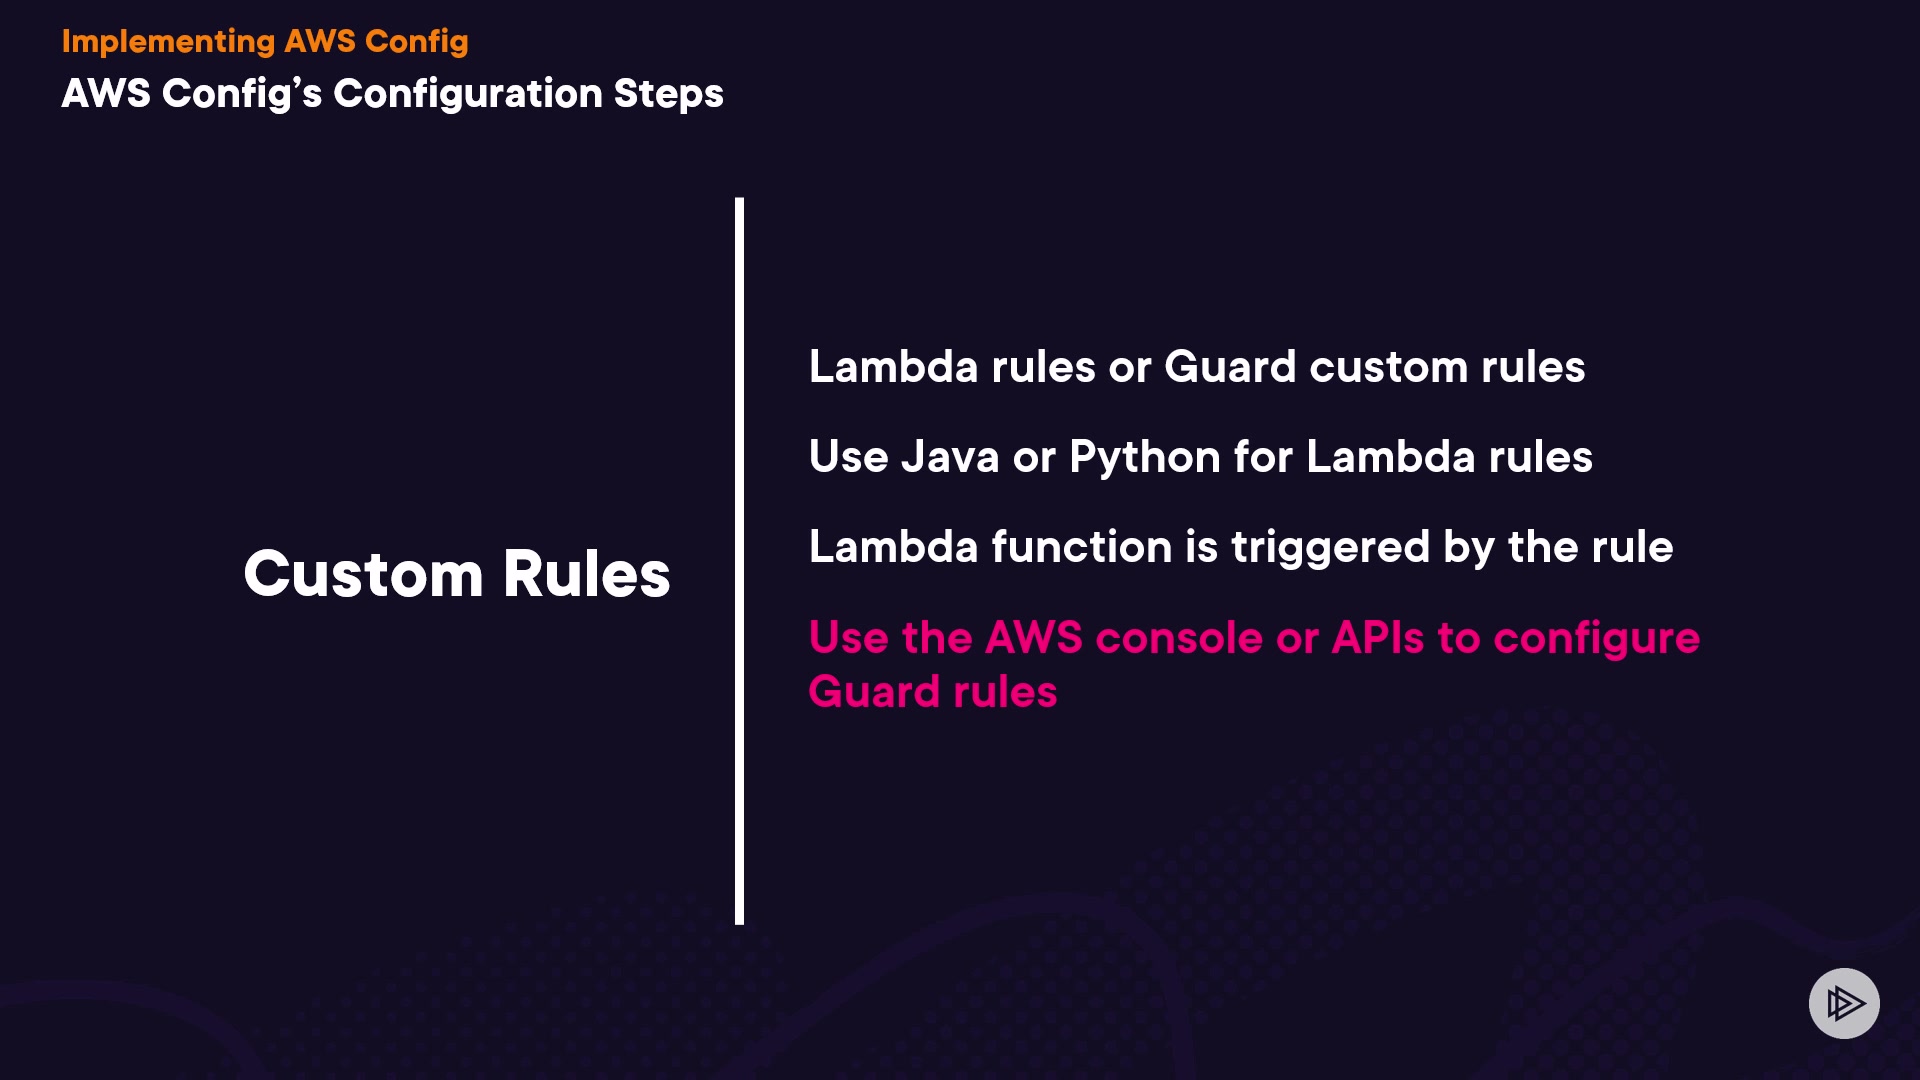 Implementing AWS Config
AWS Config’s Configuration Steps
Custom Rules
Lambda rules or Guard custom rules
Use Java or Python for Lambda rules
Lambda function is triggered by the rule
Use the AWS console or APIs to configure
Guard rules